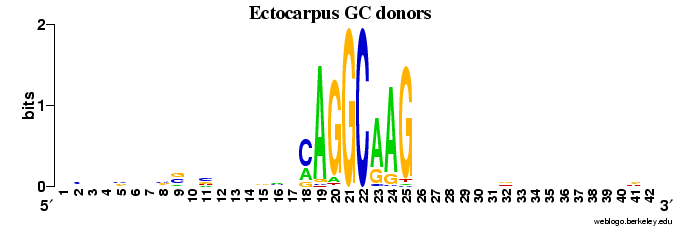 Ectocarpus GC donors
2
1
0
bits
C A G G C A A G
A G A G G T
G
1 2 3 4 5 6 7 8 9 10 11 12 13 14 15 16 17 18 19 20 21 22 23 24 25 26 27 28 29 30 31 32 33 34 35 36 37 38 39 40 41 42
5′ 3′
weblogo.berkeley.edu